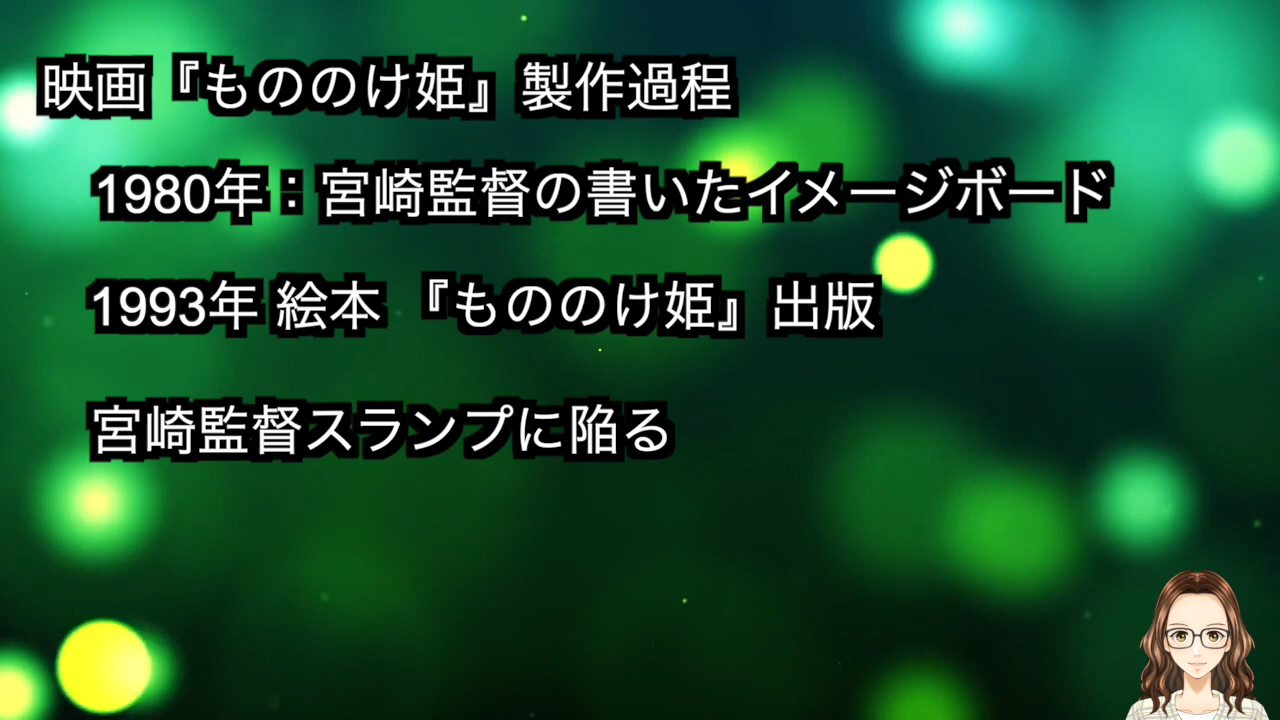 映画『もののけ姫』製作過程
1980年：宮崎監督の書いたイメージボード
1993年 絵本 『もののけ姫』出版
宮崎監督スランプに陥る